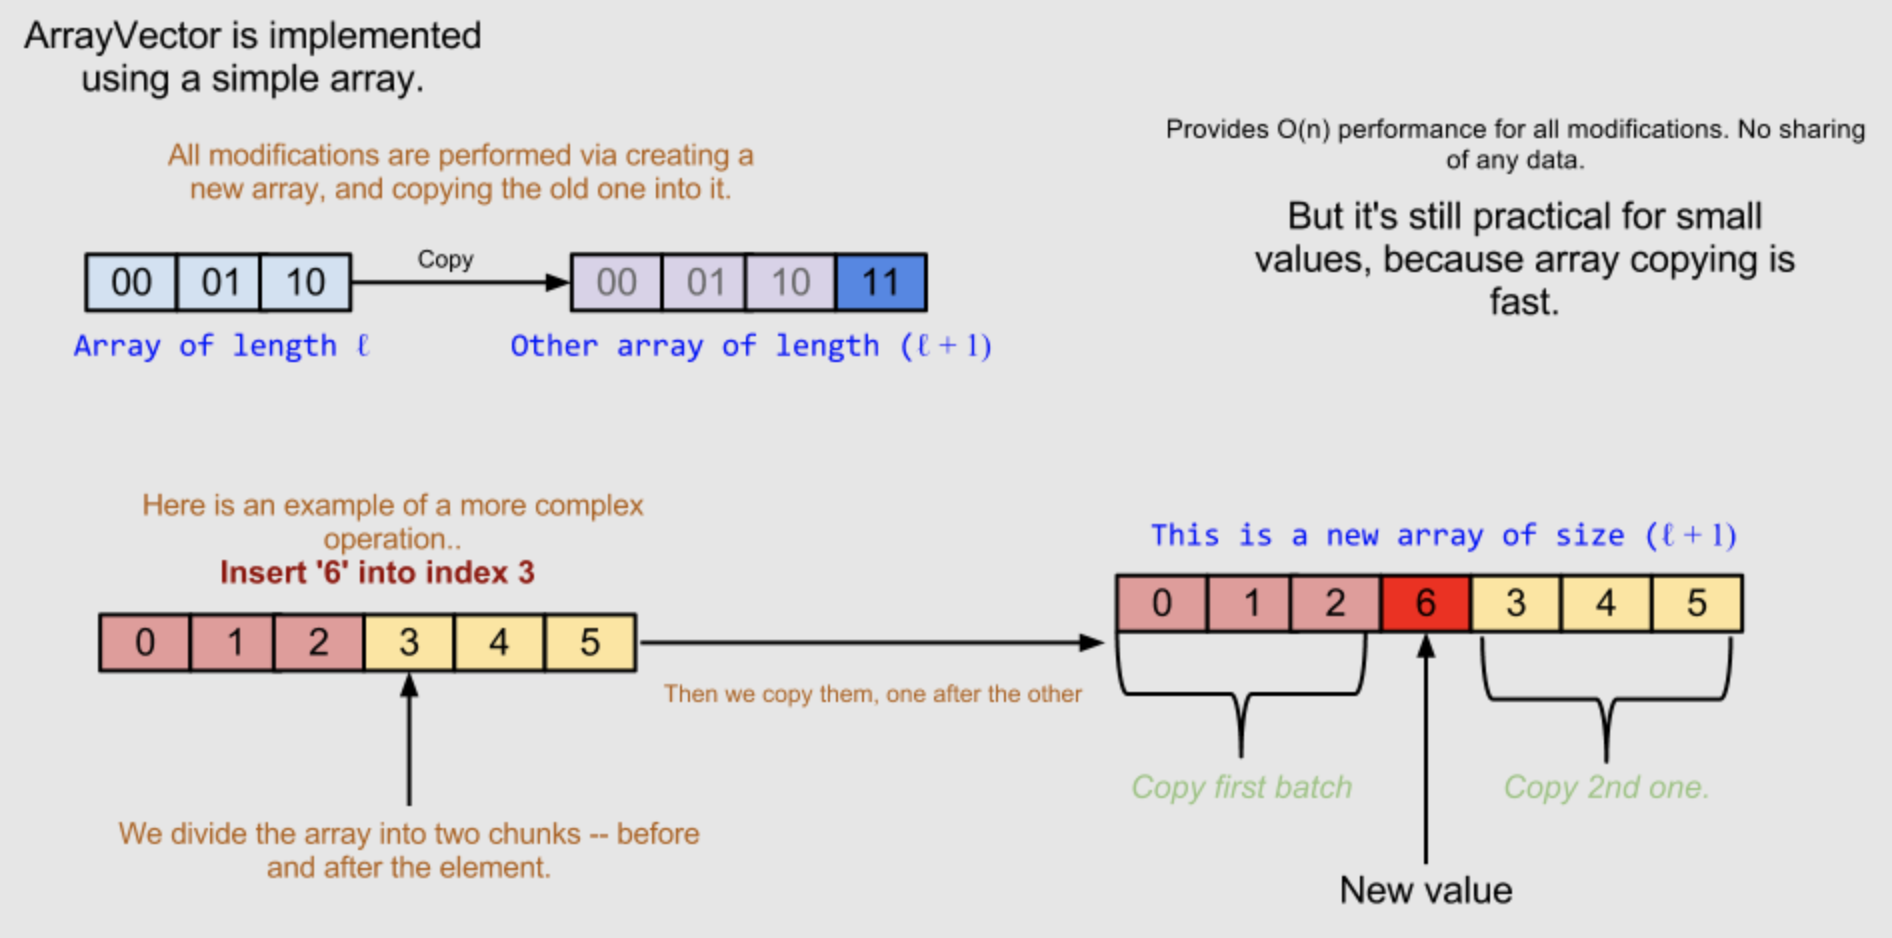 ArrayVector is implemented
using a simple array.
All modifications are performed via creating a
new array, and copying the old one into it.
Provides O(n) performance for all modifications. No sharing
of any data.
But it's still practical for small
values, because array copying is
fast.
00 01 10
Copy
00 01 10 11
Array of length ℓ
Other array of length (ℓ + 1)
Here is an example of a more complex
operation..
Insert '6' into index 3
0 1 2 3 4 5
Then we copy them, one after the other
We divide the array into two chunks -- before
and after the element.
This is a new array of size (ℓ + 1)
0 1 2 6 3 4 5
Copy first batch
Copy 2nd one.
New value